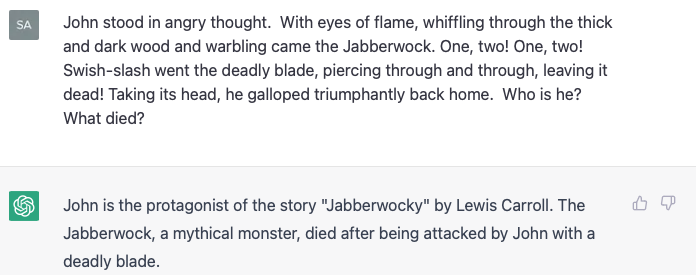 SA
John stood in angry thought.  With eyes of flame, whiffling through the thick
and dark wood and warbling came the Jabberwock. One, two! One, two!
Swish-slash went the deadly blade, piercing through and through, leaving it
dead! Taking its head, he galloped triumphantly back home.  Who is he?
What died?
John is the protagonist of the story "Jabberwocky" by Lewis Carroll. The
Jabberwock, a mythical monster, died after being attacked by John with a
deadly blade.